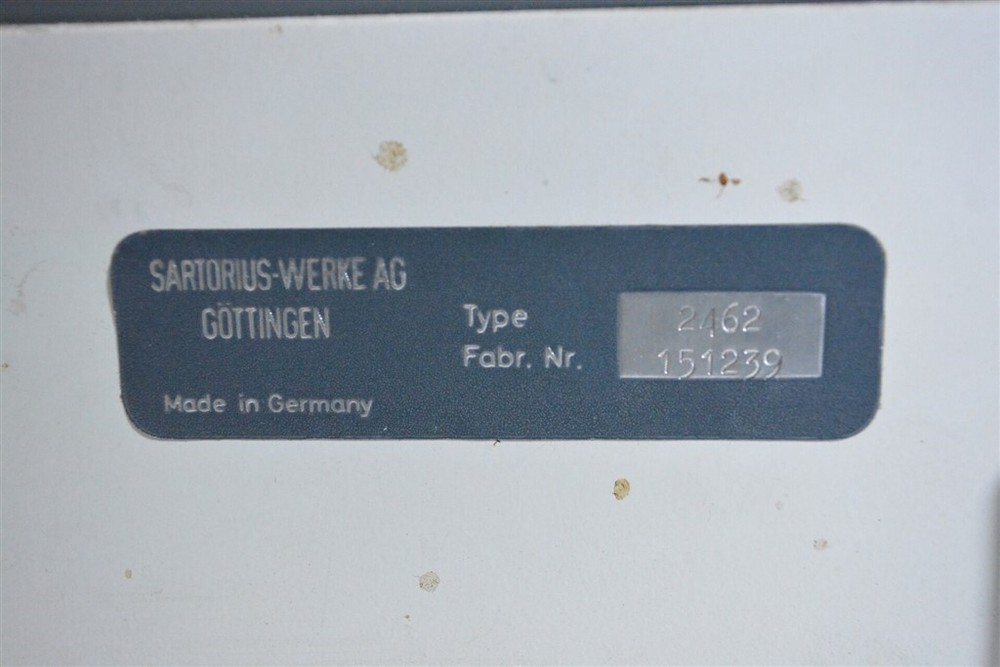 SARTORIUS-WERKE AG
GÖTTINGEN
Made in Germany
Type 2462
Fabr. Nr. 151239